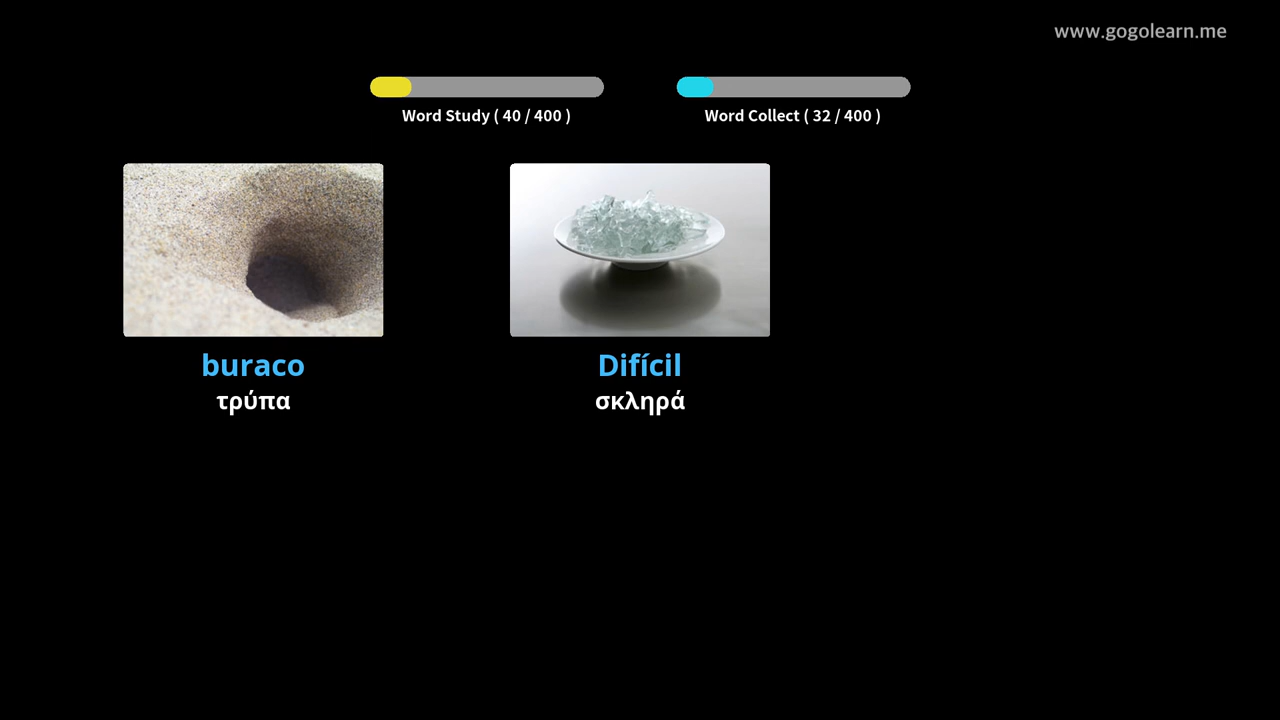 www.gogolearn.me
Word Study ( 40 / 400 )
Word Collect ( 32 / 400 )
buraco
τρύπα
Difícil
σκληρά